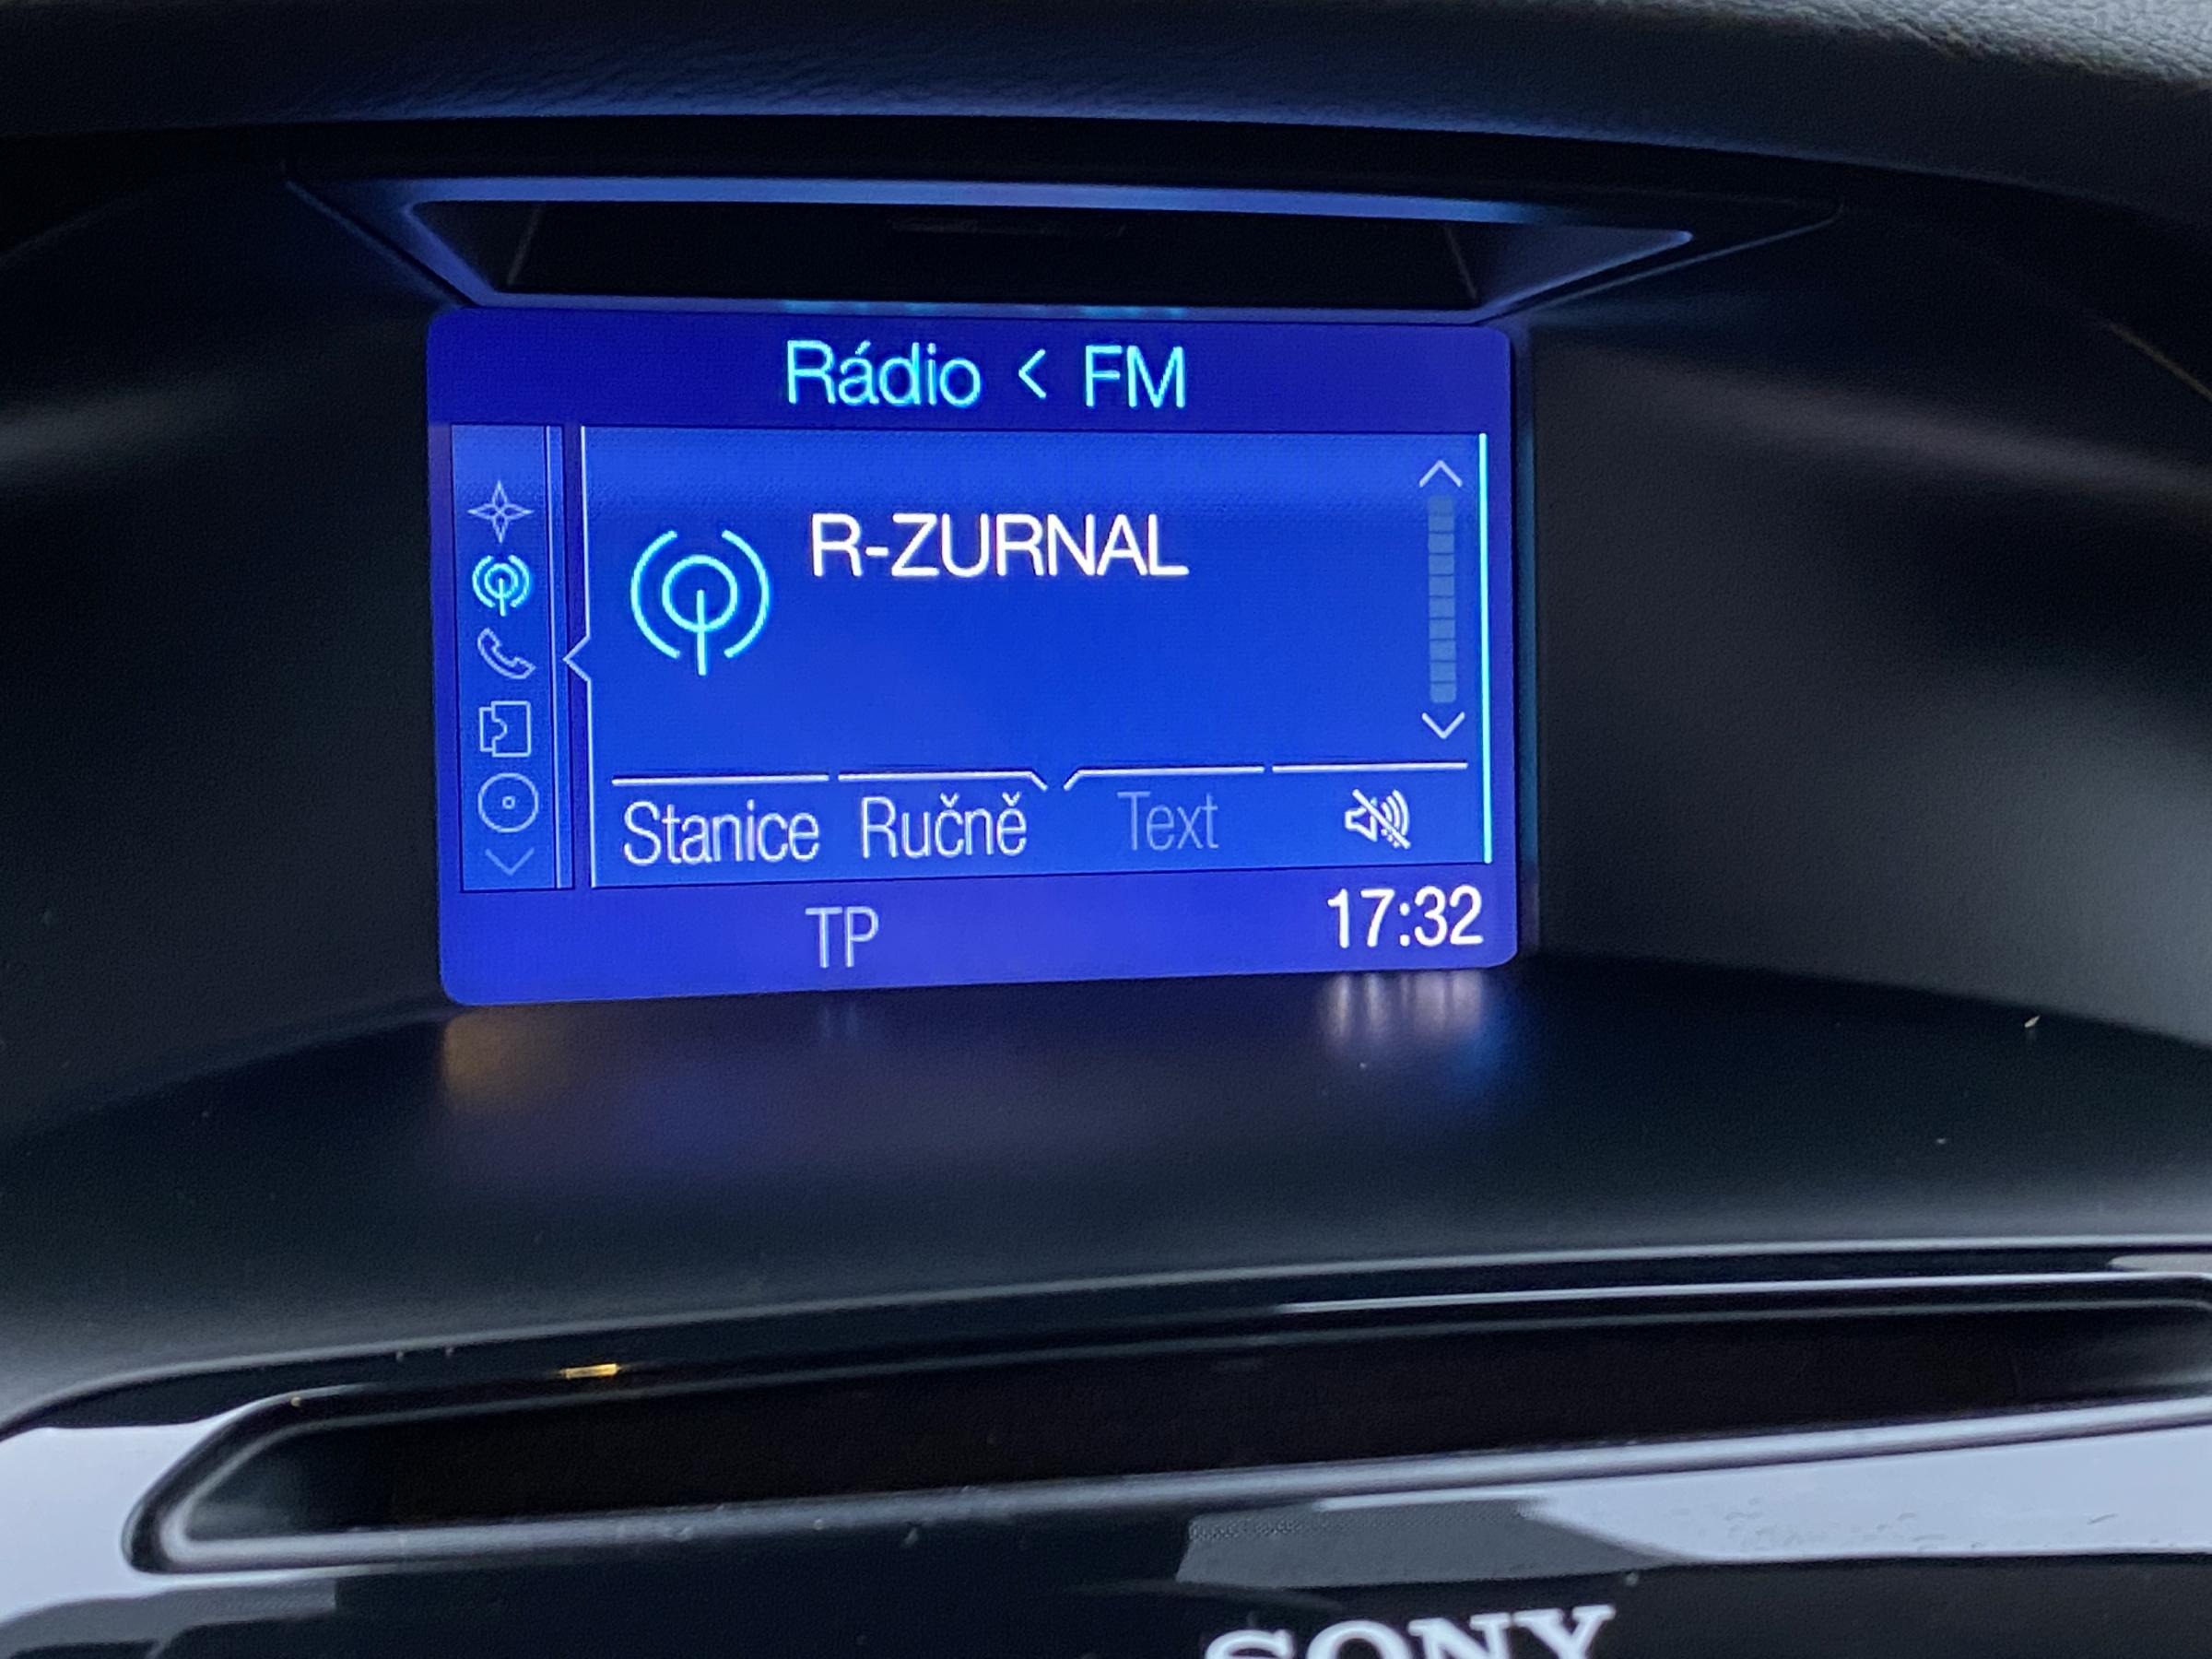 Rádio < FM
R-ZURNAL
Stanice Ručně Text
TP 17:32
SONY